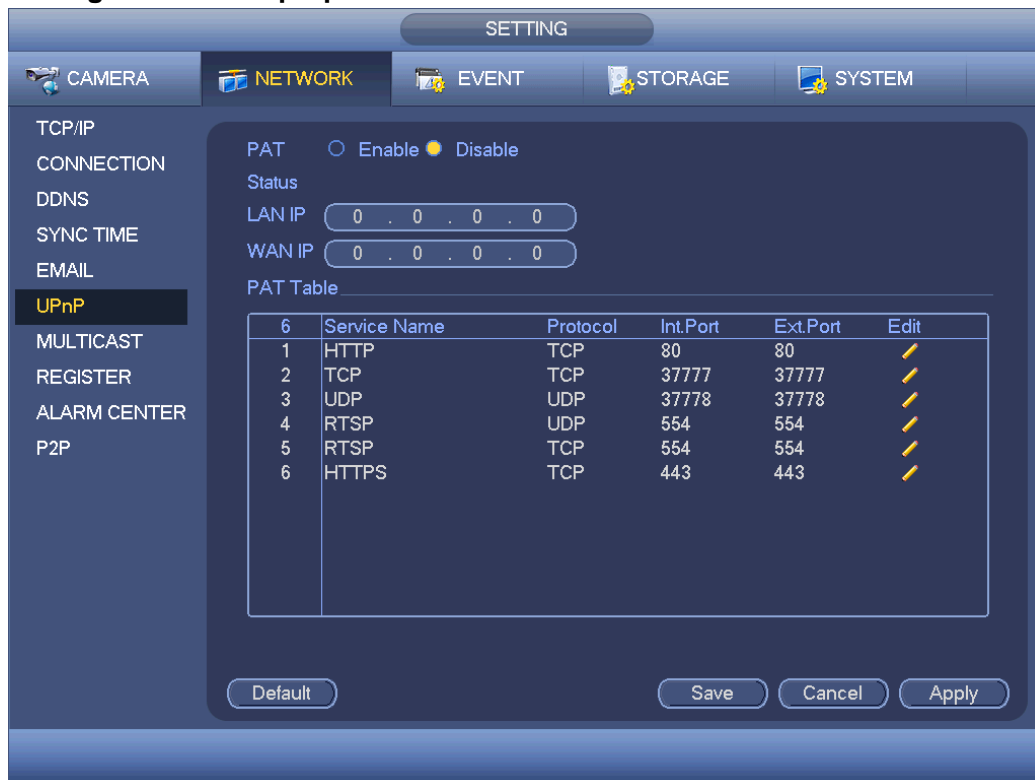 SETTING
CAMERA NETWORK EVENT STORAGE SYSTEM
TCP/IP
CONNECTION
DDNS
SYNC TIME
EMAIL
UPnP
MULTICAST
REGISTER
ALARM CENTER
P2P
PAT Enable Disable
Status
LAN IP 0 . 0 . 0 . 0
WAN IP 0 . 0 . 0 . 0
PAT Table
6 Service Name Protocol Int.Port Ext.Port Edit
1 HTTP TCP 80 80
2 TCP TCP 37777 37777
3 UDP UDP 37778 37778
4 RTSP UDP 554 554
5 RTSP TCP 554 554
6 HTTPS TCP 443 443
Default Save Cancel Apply